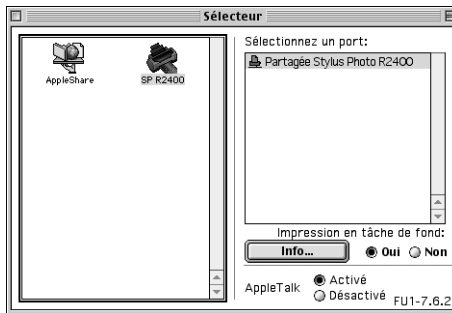 Sélecteur
AppleShare
SP R2400
Sélectionnez un port:
Partagée Stylus Photo R2400
Impression en tâche de fond:
Info...
Oui
Non
AppleTalk
Activé
Désactivé
FU1-7.6.2